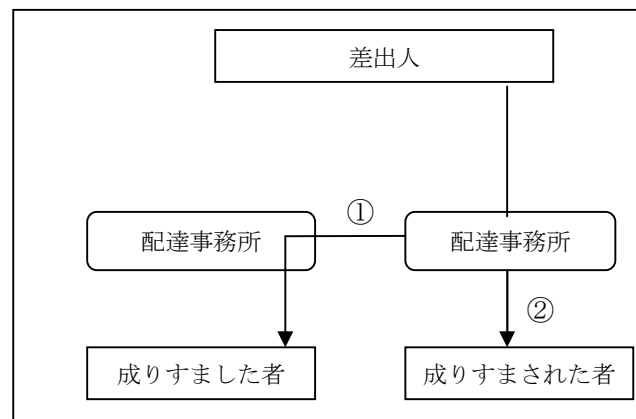 差出人
①
配達事務所
配達事務所
②
成りすました者
成りすまされた者